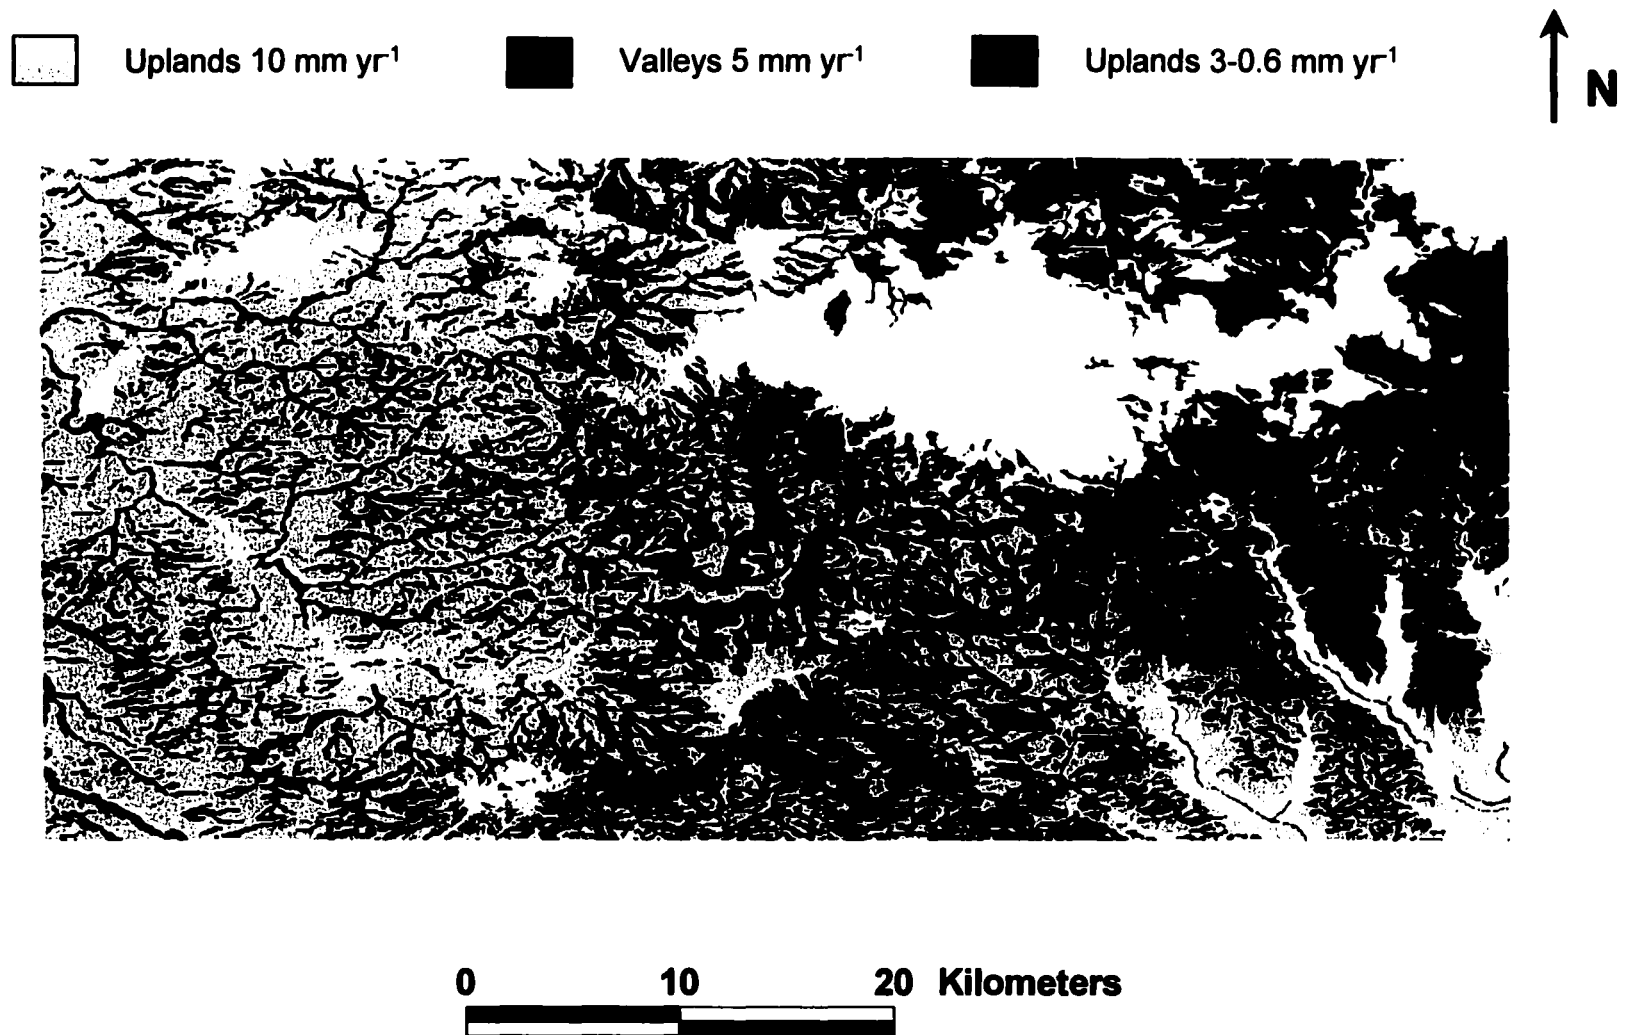 Uplands 10 mm yr⁻¹ Valleys 5 mm yr⁻¹ Uplands 3-0.6 mm yr⁻¹
N
0 10 20 Kilometers